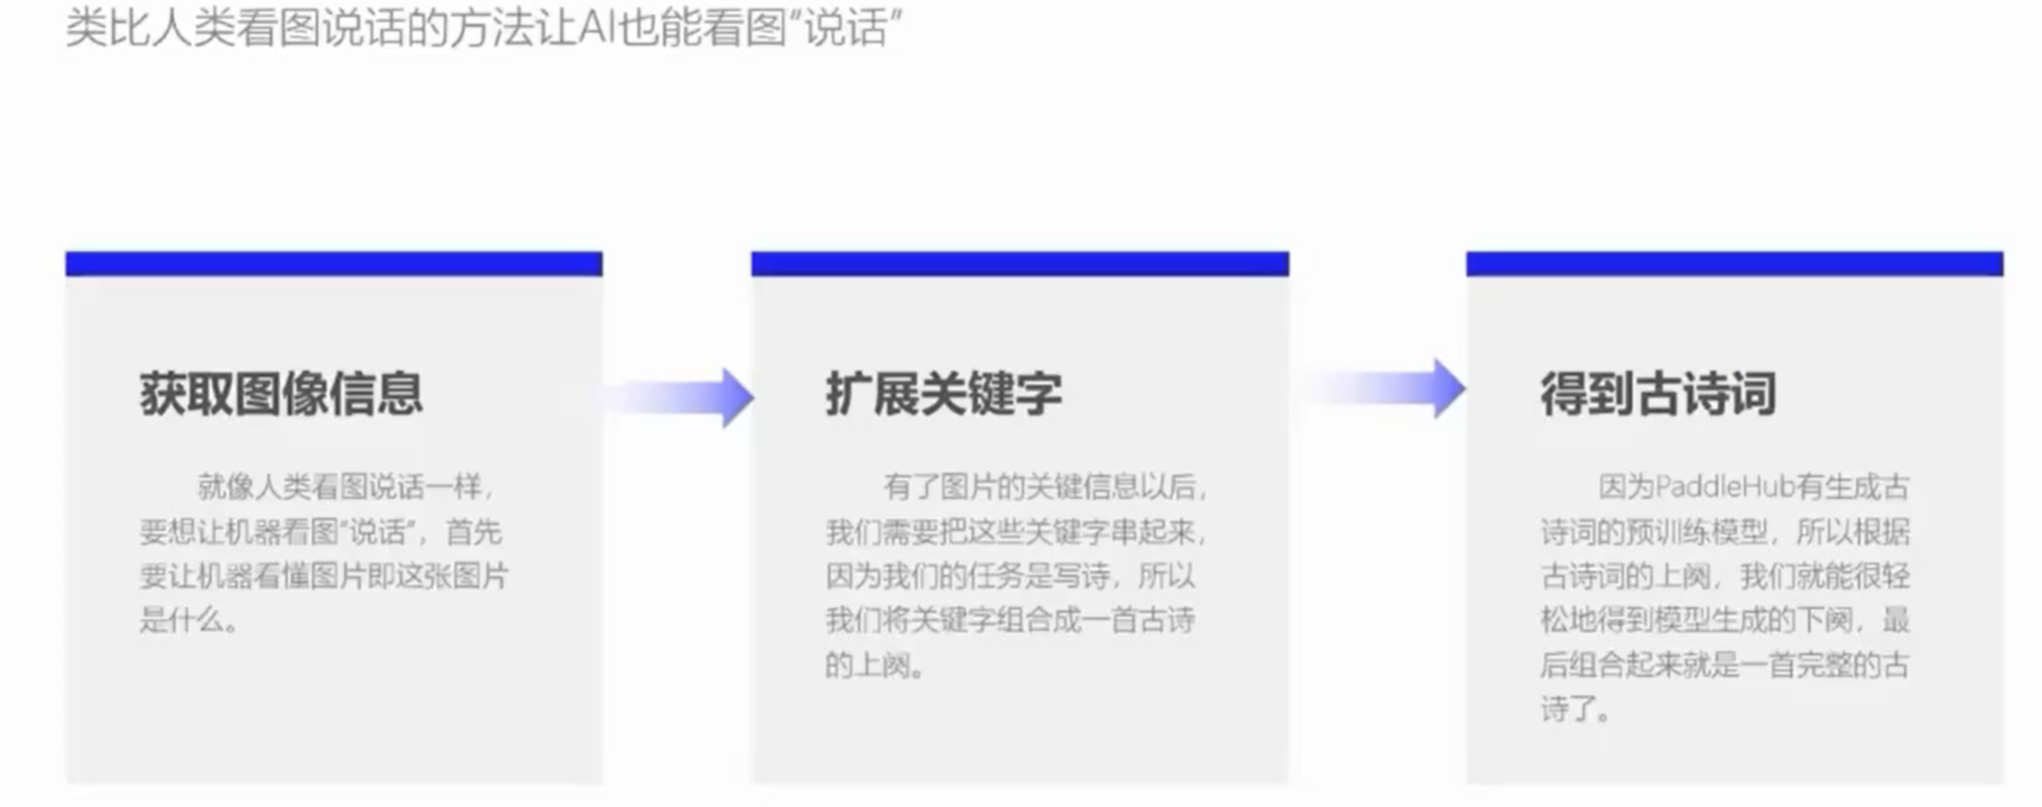 类比人类看图说话的方法让AI也能看图“说话”
获取图像信息
就像人类看图说话一样，
要想让机器看图“说话”，首先
要让机器看懂图片即这张图片
是什么。
扩展关键字
有了图片的关键信息以后，
我们需要把这些关键字串起来，
因为我们的任务是写诗，所以
我们将关键字组合成一首古诗
的上阕。
得到古诗词
因为PaddleHub有生成古
诗词的预训练模型，所以根据
古诗词的上阕，我们就能很轻
松地得到模型生成的下阕，最
后组合起来就是一首完整的古
诗了。